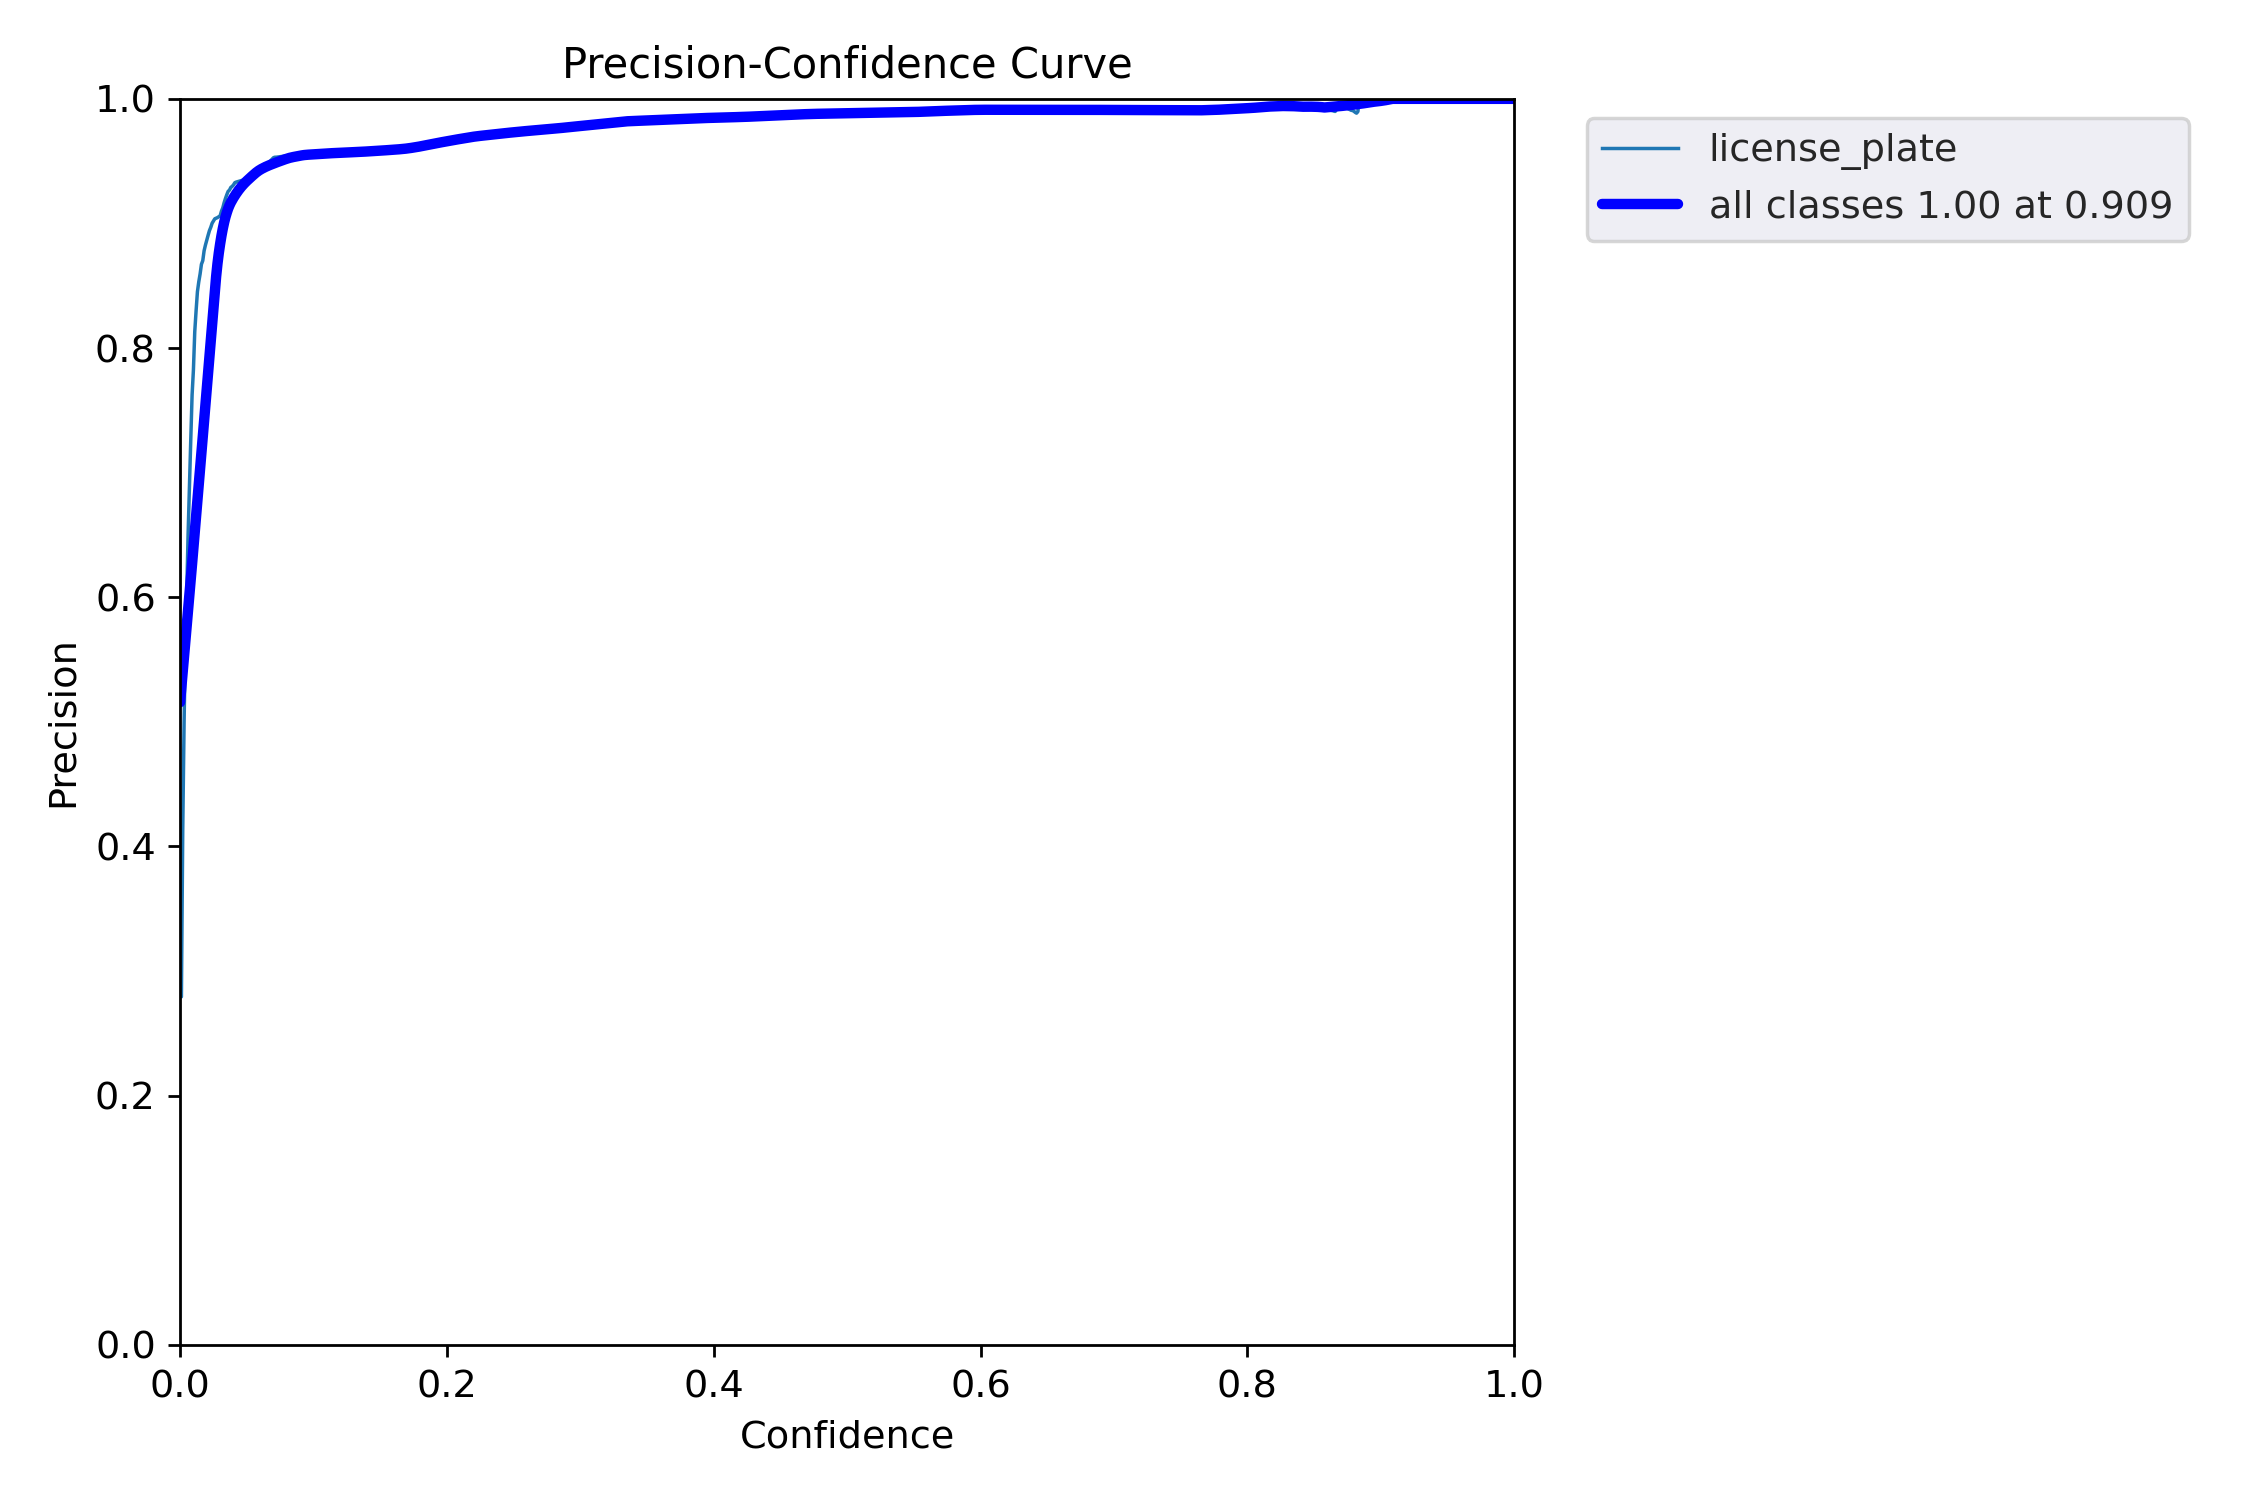 Precision-Confidence Curve
1.0
0.8
0.6
0.4
0.2
0.0
Precision
0.0 0.2 0.4 0.6 0.8 1.0
Confidence
license_plate
all classes 1.00 at 0.909